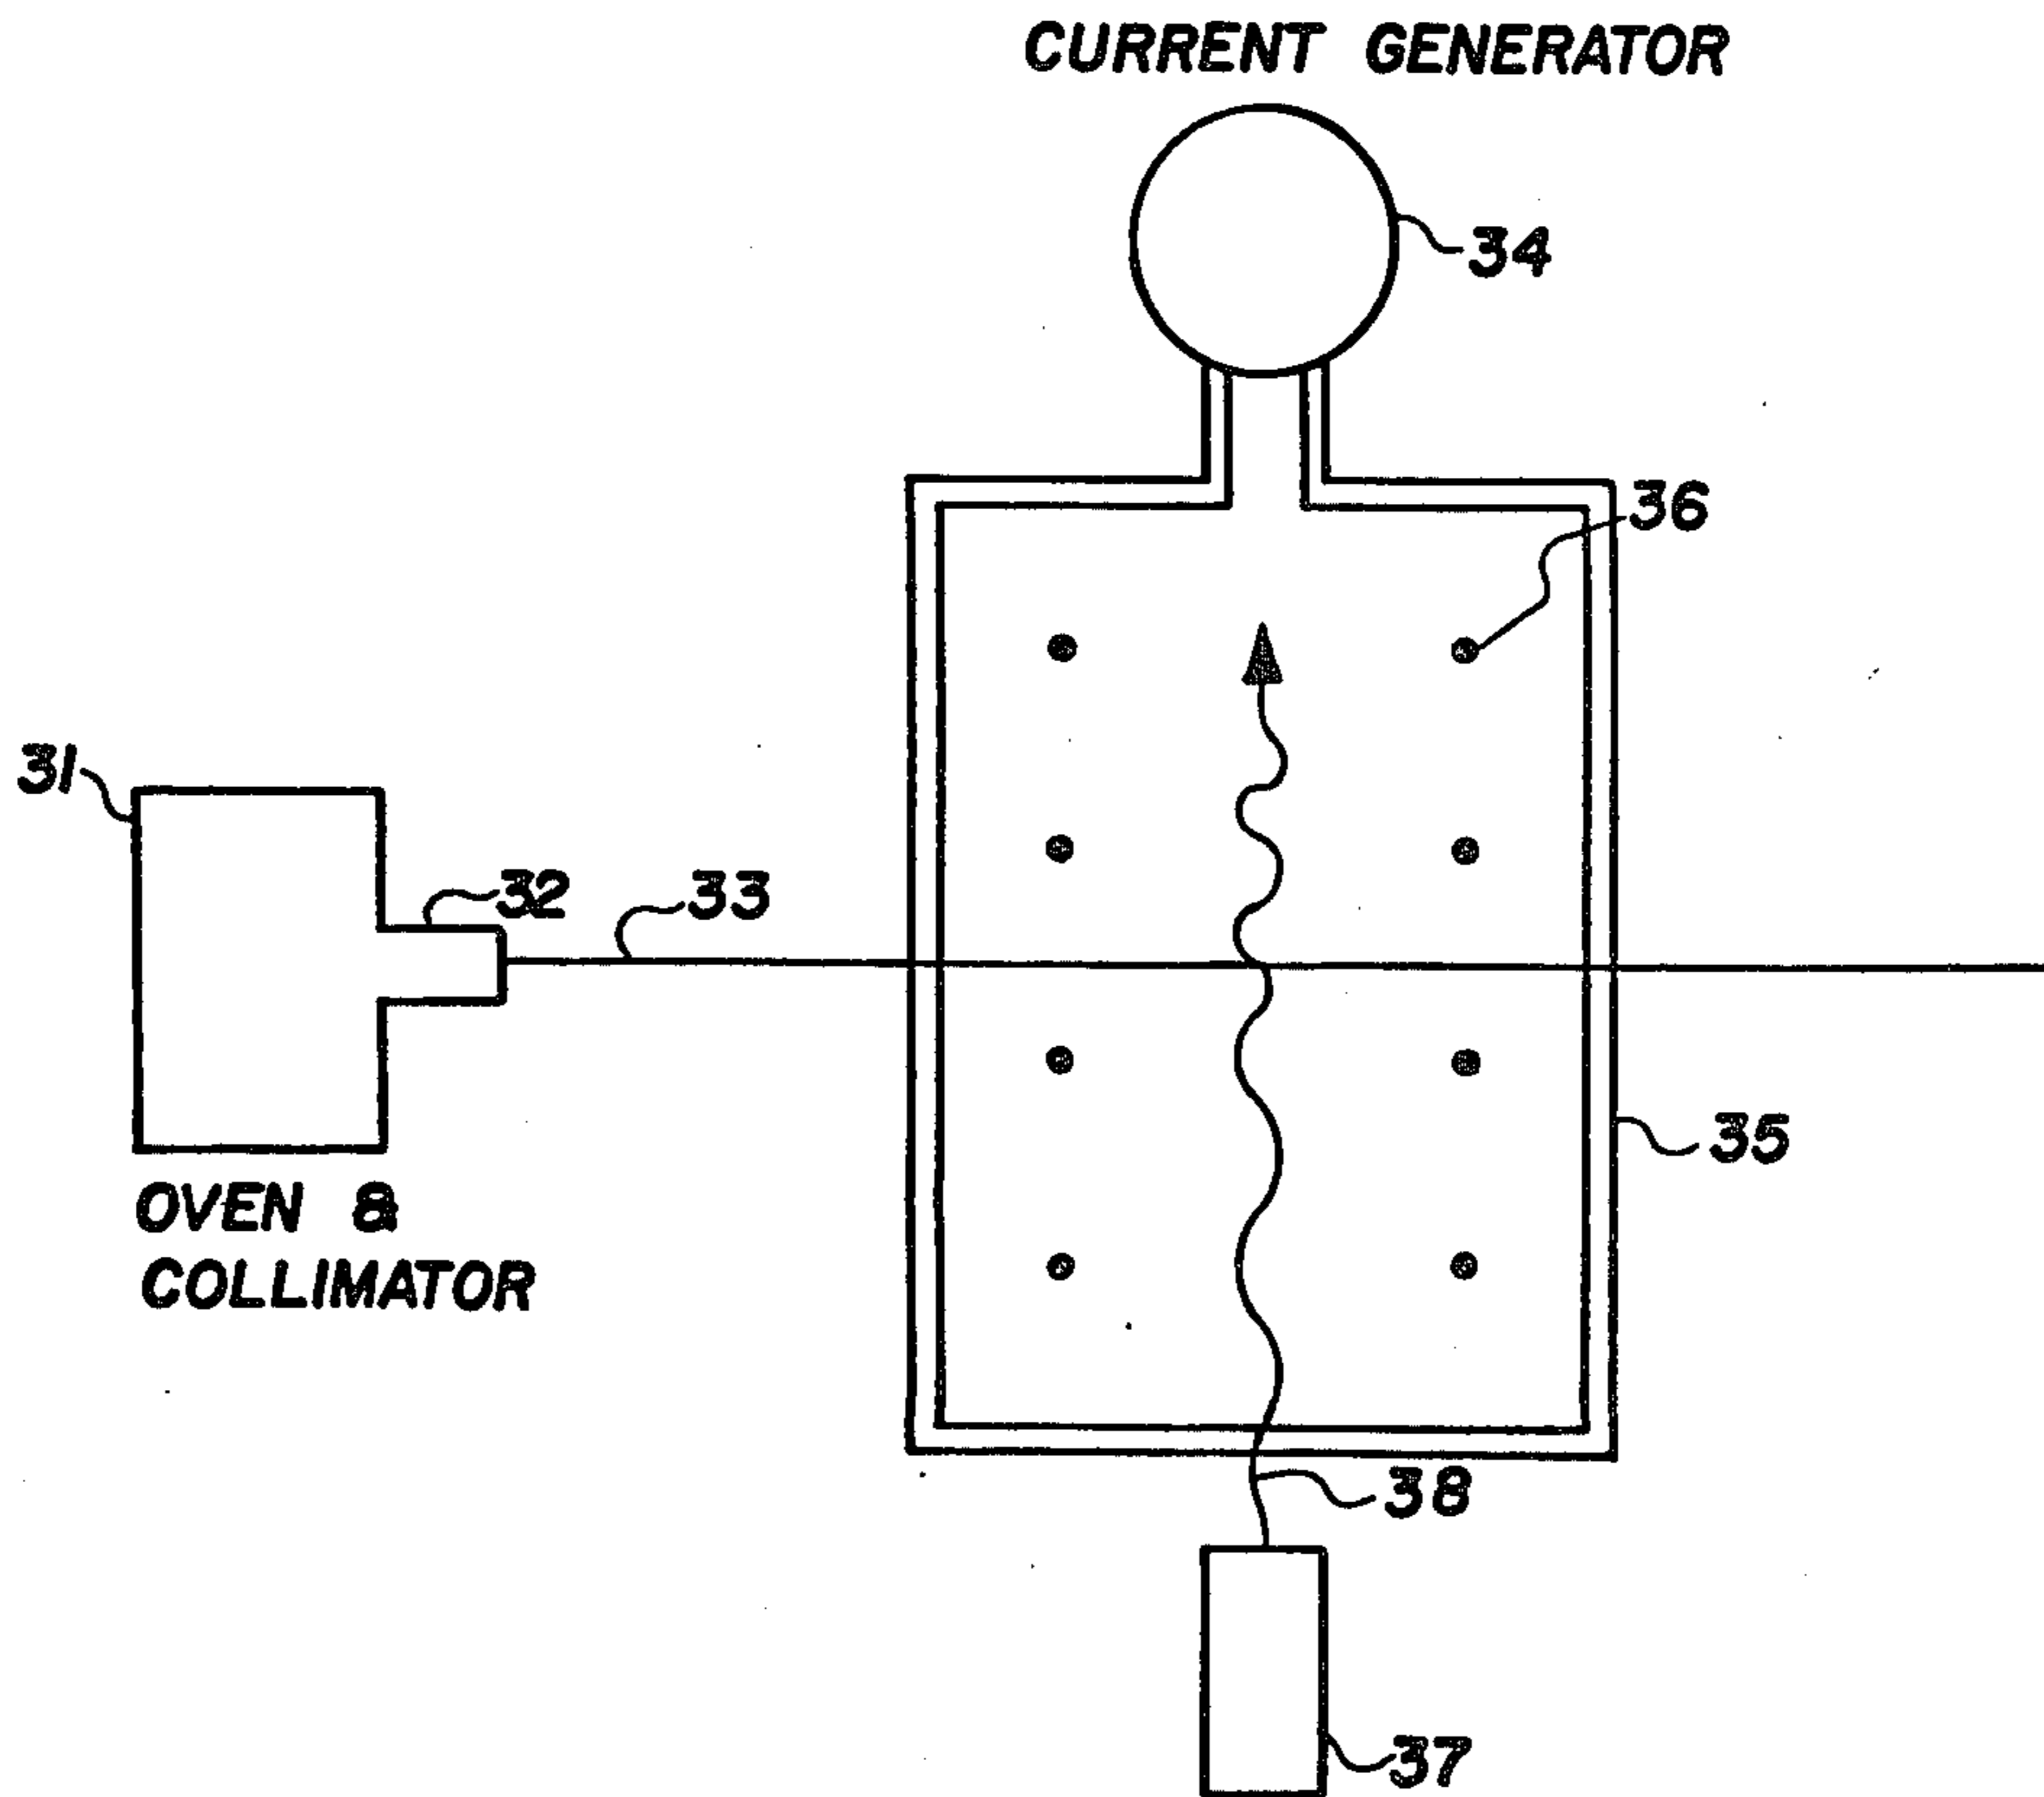 CURRENT GENERATOR
34
36
31
32
33
35
OVEN &
COLLIMATOR
38
37